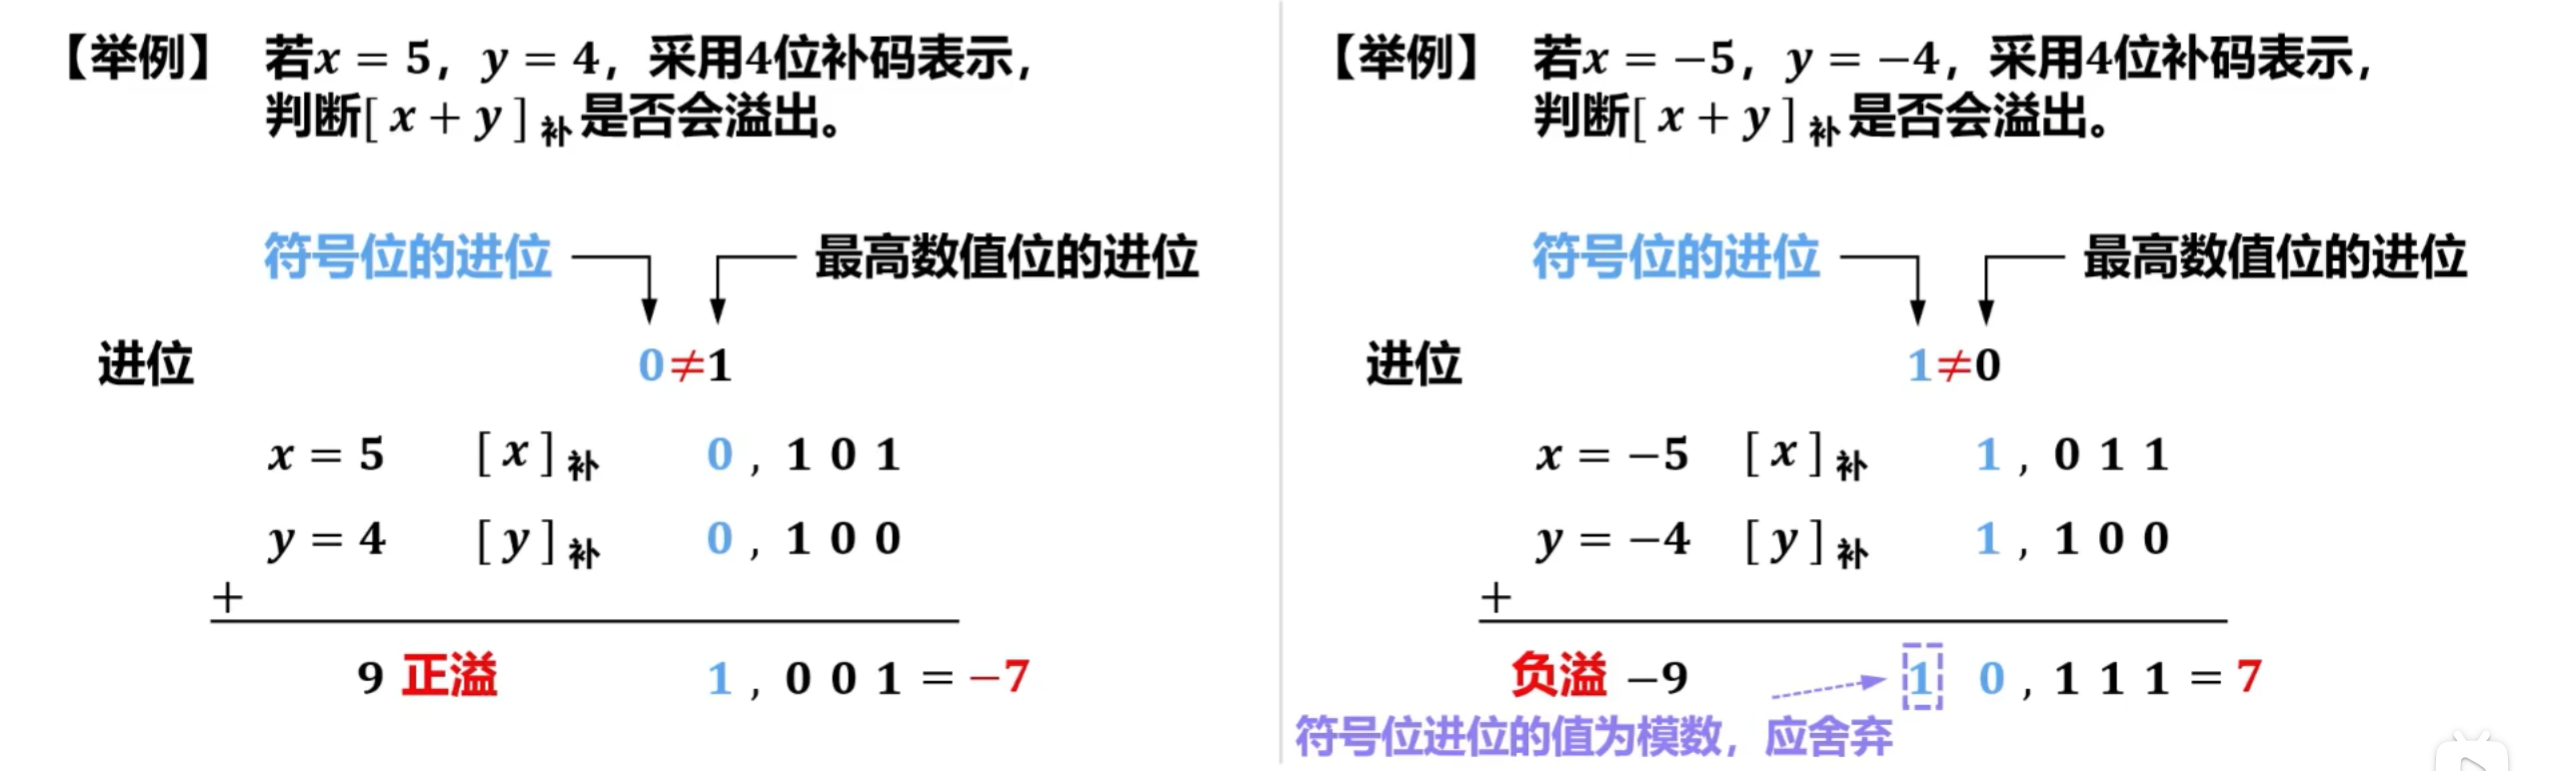 【举例】 若x = 5，y = 4，采用4位补码表示，
判断[ x + y ]补是否会溢出。
符号位的进位 最高数值位的进位
进位 0≠1
x = 5 [ x ]补 0 , 1 0 1
y = 4 [ y ]补 0 , 1 0 0
+
9 正溢 1 , 0 0 1 = −7
【举例】 若x = −5，y = −4，采用4位补码表示，
判断[ x + y ]补是否会溢出。
符号位的进位 最高数值位的进位
进位 1≠0
x = −5 [ x ]补 1 , 0 1 1
y = −4 [ y ]补 1 , 1 0 0
+
负溢 −9 1 0 , 1 1 1 = 7
符号位进位的值为模数，应舍弃